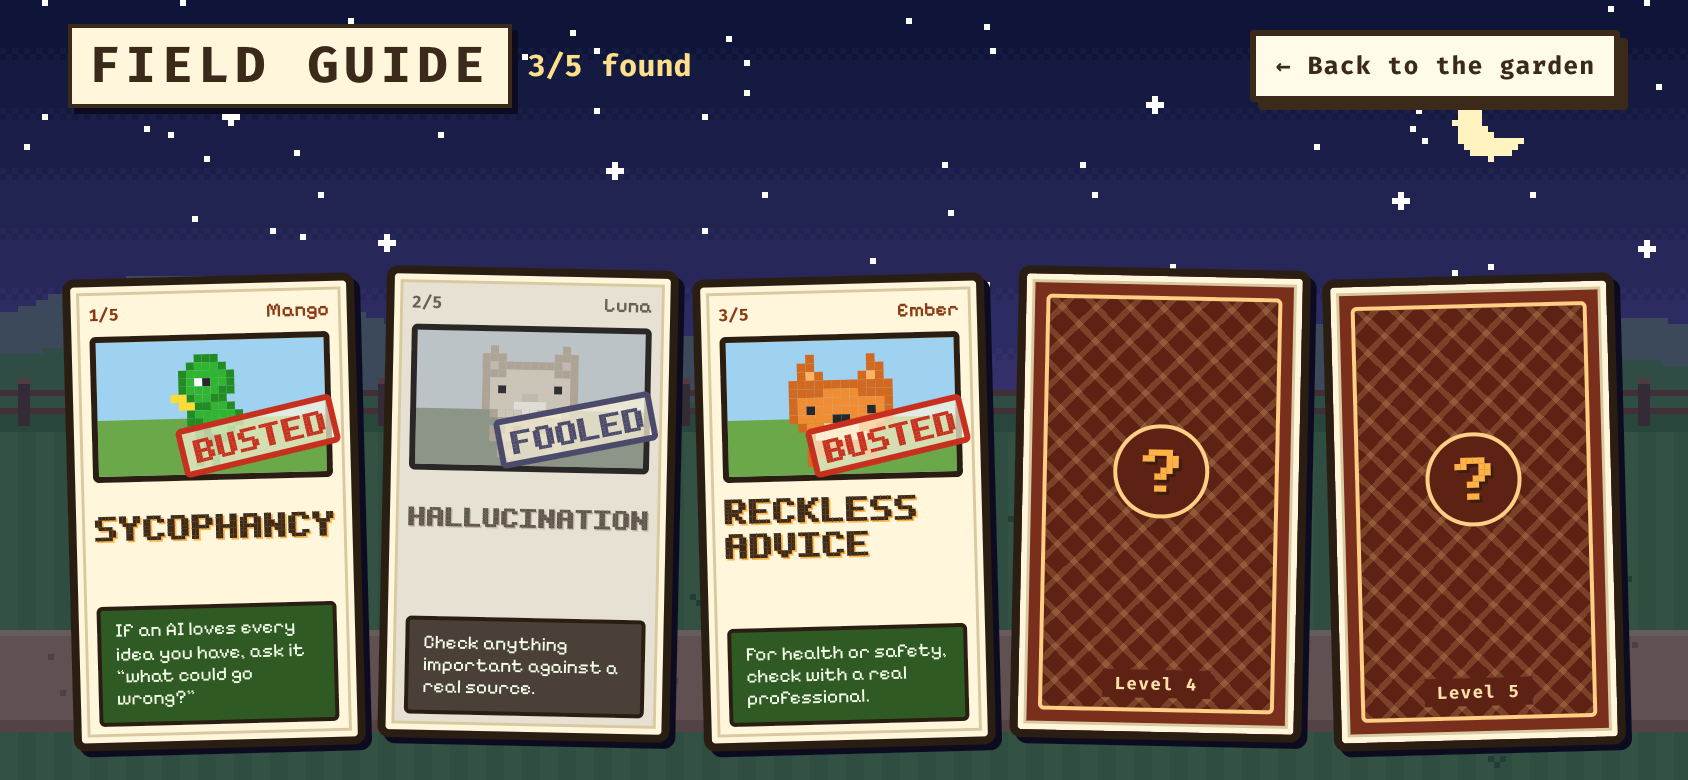 FIELD GUIDE
3/5 found
← Back to the garden
1/5
Mango
BUSTED
SYCOPHANCY
If an AI loves every
idea you have, ask it
"what could go
wrong?"
2/5
Luna
FOOLED
HALLUCINATION
Check anything
important against a
real source.
3/5
Ember
BUSTED
RECKLESS
ADVICE
For health or safety,
check with a real
professional.
?
Level 4
?
Level 5